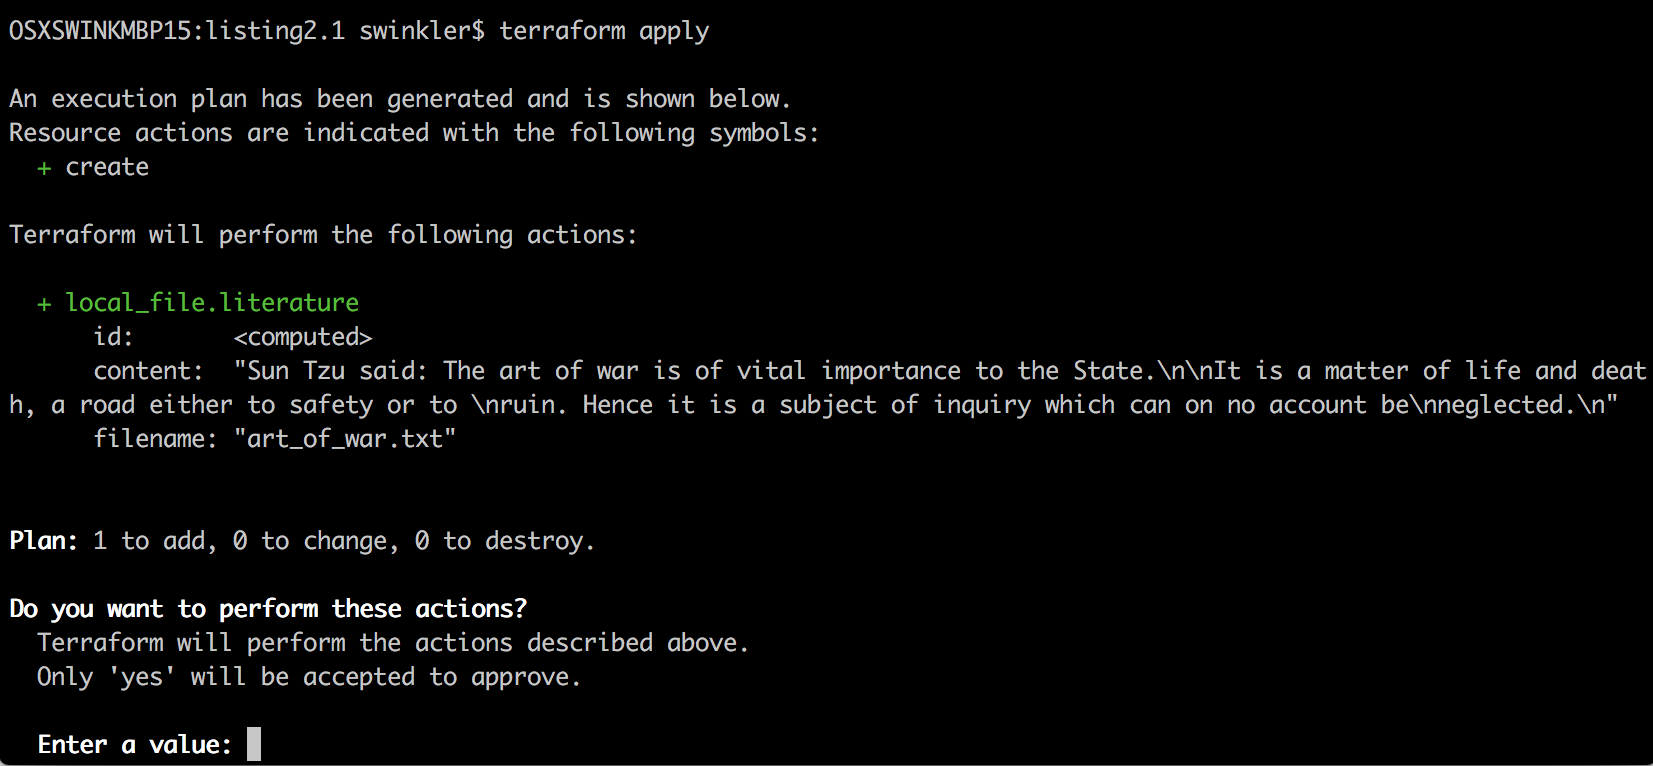 OSXSWINKMBP15:listing2.1 swinkler$ terraform apply
An execution plan has been generated and is shown below.
Resource actions are indicated with the following symbols:
+ create
Terraform will perform the following actions:
+ local_file.literature
id: <computed>
content: "Sun Tzu said: The art of war is of vital importance to the State.\n\nIt is a matter of life and deat
h, a road either to safety or to \nruin. Hence it is a subject of inquiry which can on no account be\nneglected.\n"
filename: "art_of_war.txt"
Plan: 1 to add, 0 to change, 0 to destroy.
Do you want to perform these actions?
Terraform will perform the actions described above.
Only 'yes' will be accepted to approve.
Enter a value: